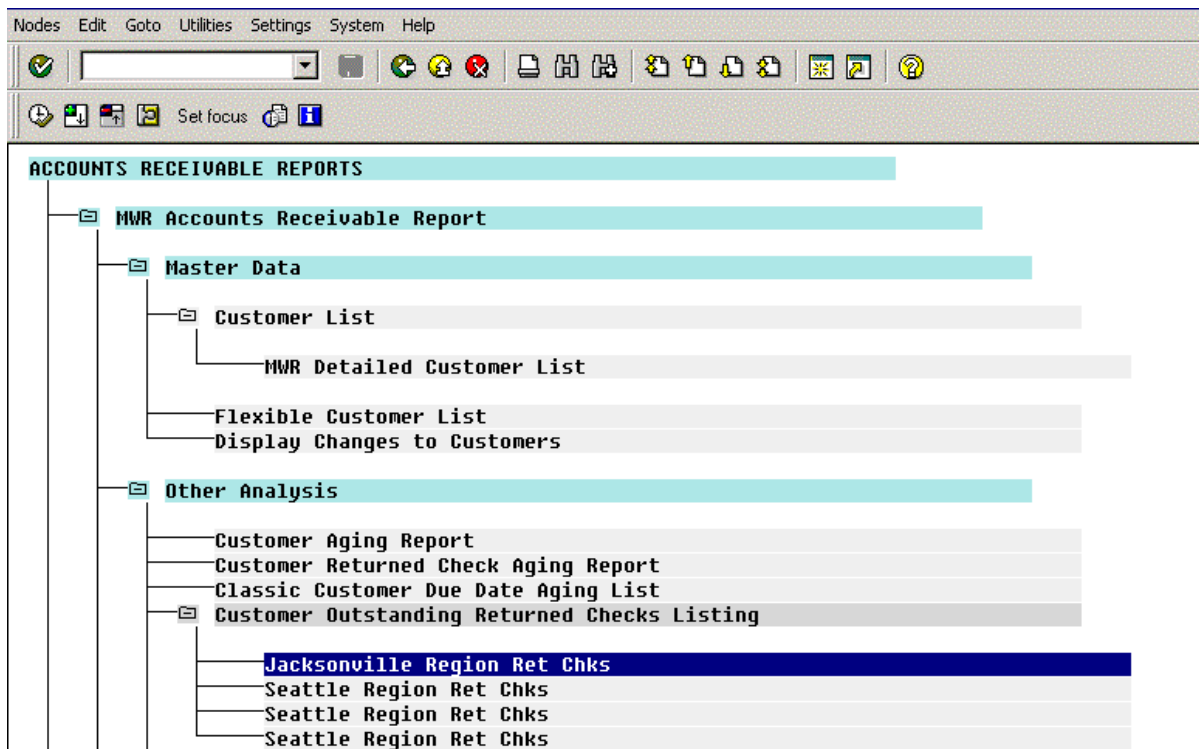 Nodes Edit Goto Utilities Settings System Help
Set focus
ACCOUNTS RECEIVABLE REPORTS
MWR Accounts Receivable Report
Master Data
Customer List
MWR Detailed Customer List
Flexible Customer List
Display Changes to Customers
Other Analysis
Customer Aging Report
Customer Returned Check Aging Report
Classic Customer Due Date Aging List
Customer Outstanding Returned Checks Listing
Jacksonville Region Ret Chks
Seattle Region Ret Chks
Seattle Region Ret Chks
Seattle Region Ret Chks